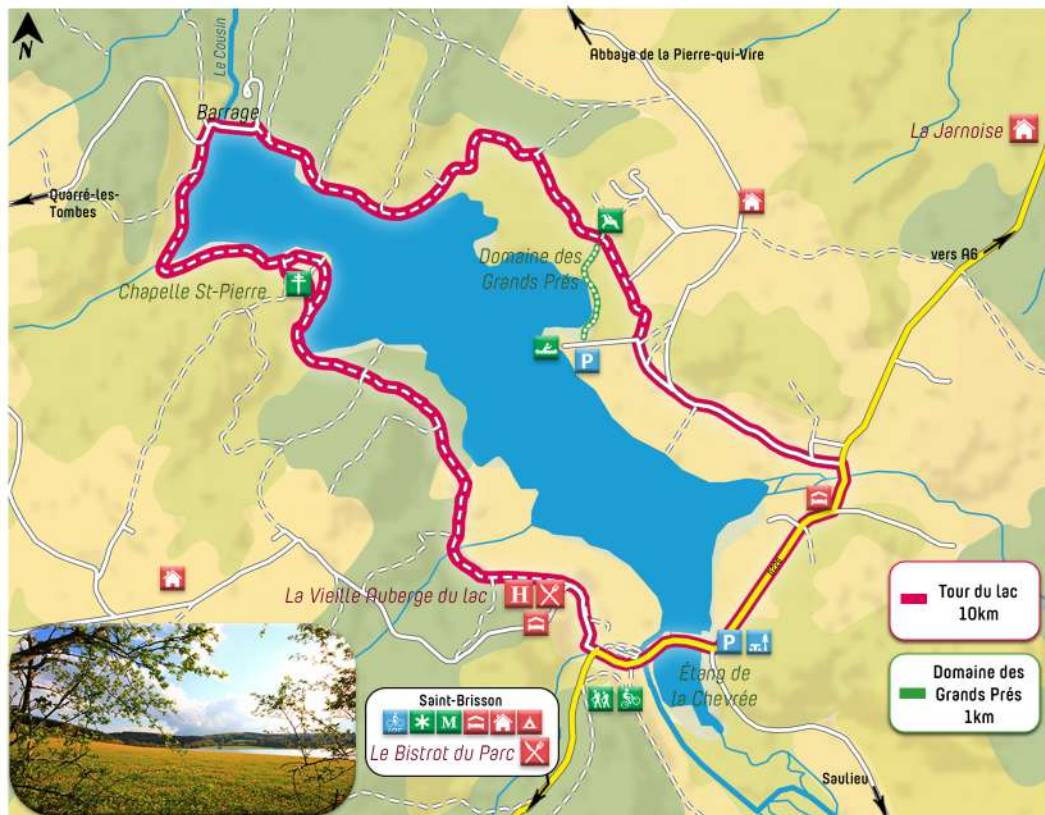 N
Le Cousin
Abbaye de la Pierre-qui-Vire
Barrage
La Jarnoise
Quarré-les-
Tombes
vers A6
Domaine des
Grands Prés
Chapelle St-Pierre
P
La Vieille Auberge du lac
H
Tour du lac
10km
P
Étang de
la Chevrée
Domaine des
Grands Prés
1km
Saint-Brisson
M
Le Bistrot du Parc
Saulieu